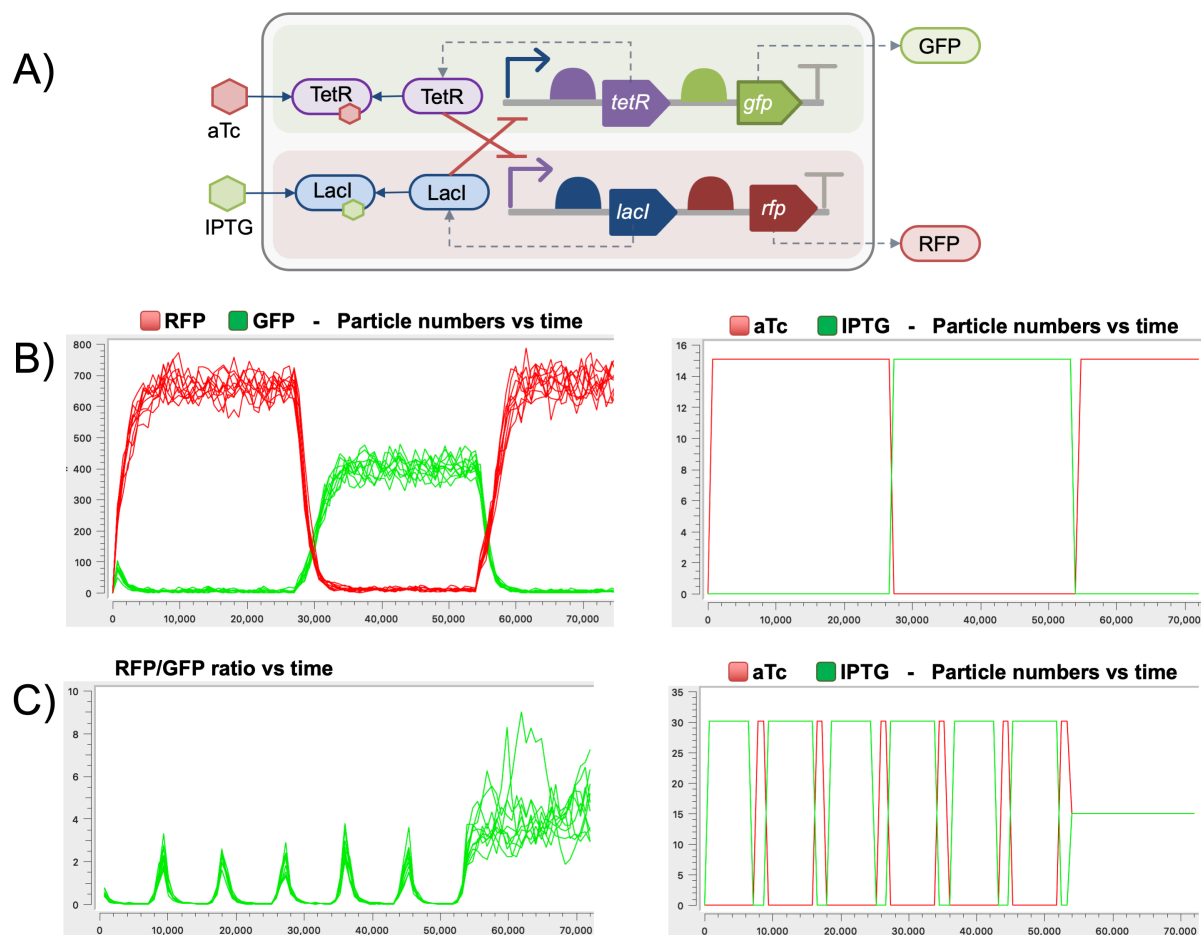 A)
GFP
TetR
TetR
tetR
gfp
aTc
LacI
LacI
lacI
rfp
IPTG
RFP
B)
RFP GFP - Particle numbers vs time
800
700
600
500
400
300
200
100
0
0 10,000 20,000 30,000 40,000 50,000 60,000 70,000
aTc IPTG - Particle numbers vs time
16
14
12
10
8
6
4
2
0
0 10,000 20,000 30,000 40,000 50,000 60,000 70,000
C)
RFP/GFP ratio vs time
10
8
6
4
2
0
0 10,000 20,000 30,000 40,000 50,000 60,000 70,000
aTc IPTG - Particle numbers vs time
35
30
25
20
15
10
5
0
0 10,000 20,000 30,000 40,000 50,000 60,000 70,000